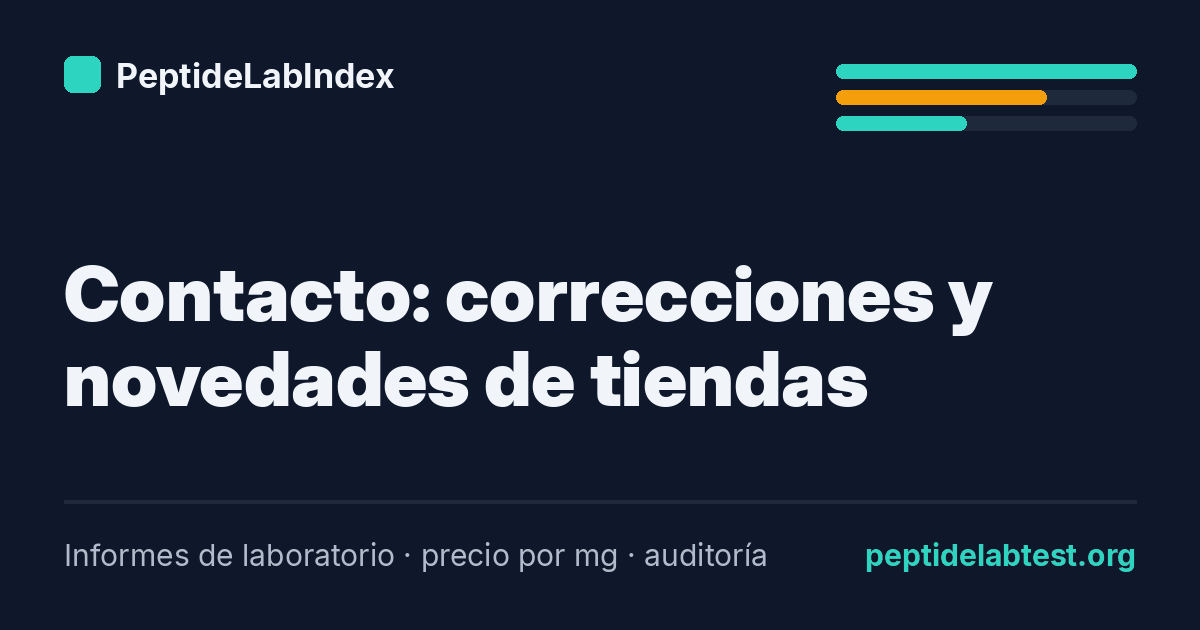 PeptideLabIndex
Contacto: correcciones y
novedades de tiendas
Informes de laboratorio · precio por mg · auditoría
peptidelabtest.org